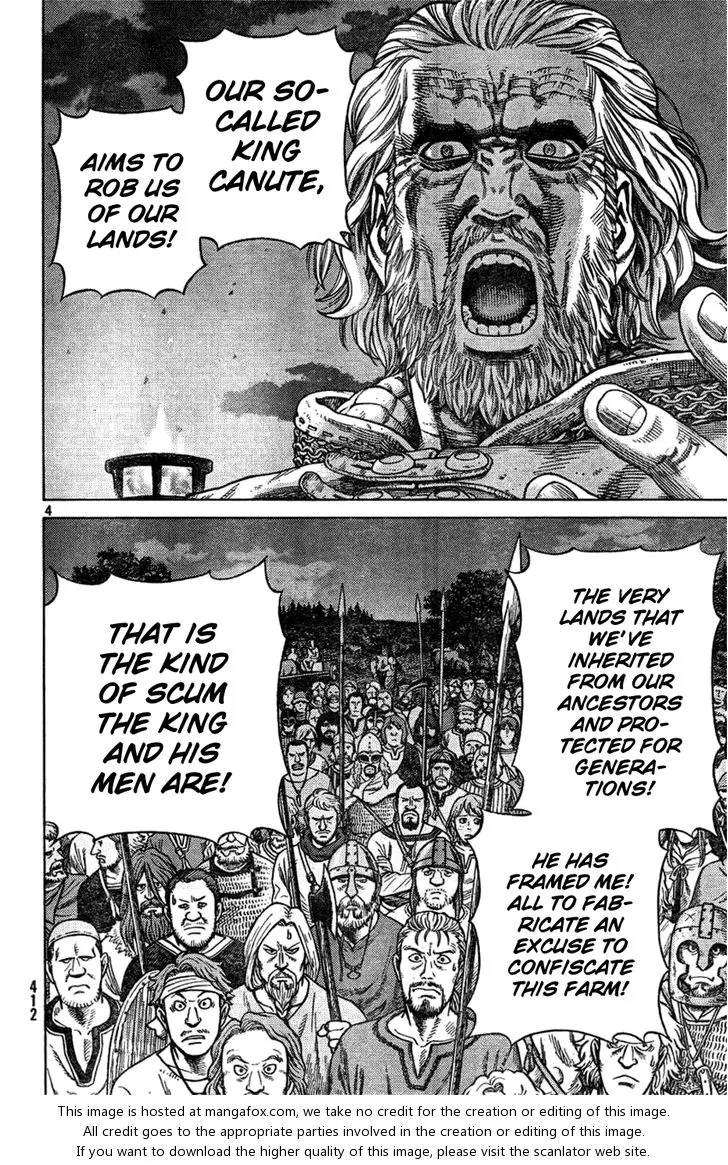 OUR SO-
CALLED
KING
CANUTE,
AIMS TO
ROB US
OF OUR
LANDS!
4
THE VERY
LANDS THAT
WE'VE
INHERITED
FROM OUR
ANCESTORS
AND PRO-
TECTED FOR
GENERA-
TIONS!
HE HAS
FRAMED ME!
ALL TO FAB-
RICATE AN
EXCUSE TO
CONFISCATE
THIS FARM!
THAT IS
THE KIND
OF SCUM
THE KING
AND HIS
MEN ARE!
412
This image is hosted at mangafox.com, we take no credit for the creation or editing of this image.
All credit goes to the appropriate parties involved in the creation or editing of this image.
If you want to download the higher quality of this image, please visit the scanlator web site.